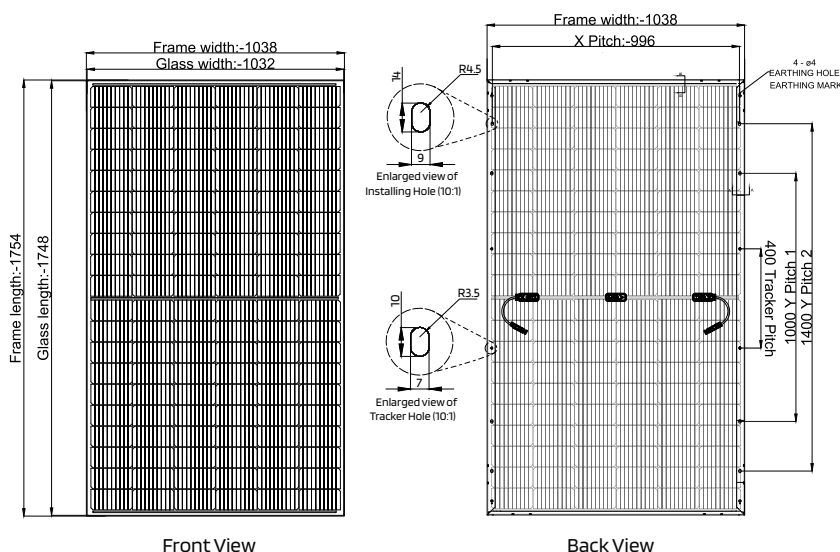 Frame width:-1038
Glass width:-1032
Frame length:-1754
Glass length:-1748
Front View
14
R4.5
9
Enlarged view of
Installing Hole (10:1)
10
R3.5
7
Enlarged view of
Tracker Hole (10:1)
Frame width:-1038
X Pitch:-996
4 - ø4
EARTHING HOLE
EARTHING MARK
400 Tracker Pitch
1000 Y Pitch 1
1400 Y Pitch 2
Back View